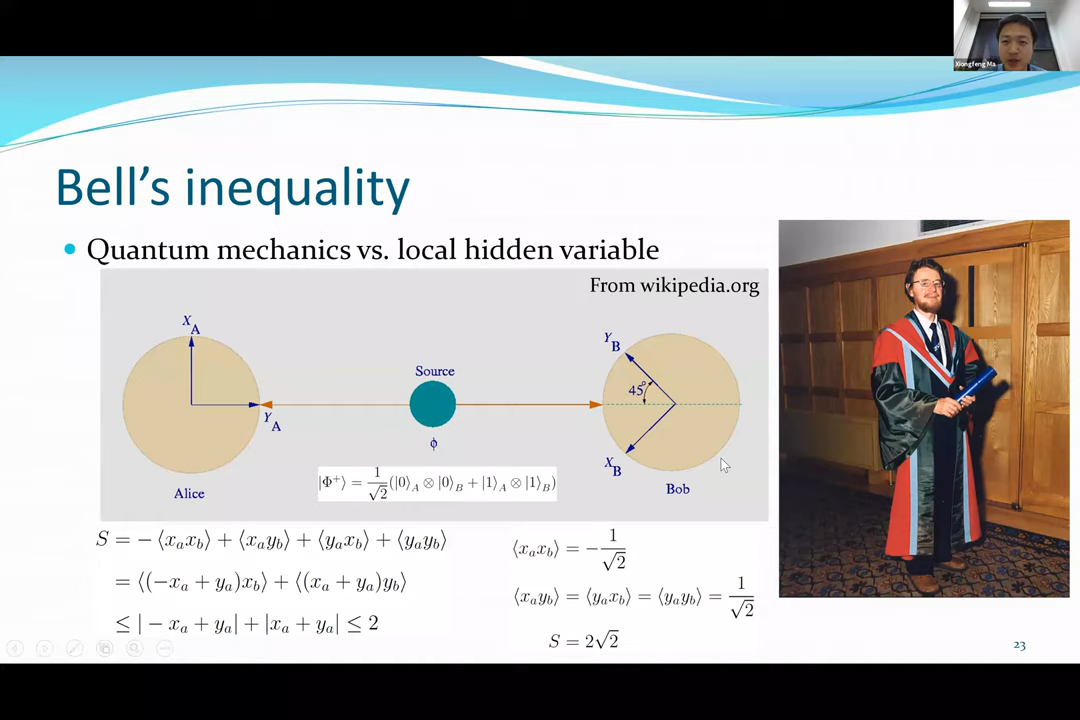 Xiongfeng Ma
Bell's inequality
Quantum mechanics vs. local hidden variable
From wikipedia.org
X_A
Y_A
Alice
Source
ϕ
|Φ⁺⟩ = 1/√2 (|0⟩_A ⊗ |0⟩_B + |1⟩_A ⊗ |1⟩_B)
Y_B
45°
X_B
Bob
S = −⟨x_a x_b⟩ + ⟨x_a y_b⟩ + ⟨y_a x_b⟩ + ⟨y_a y_b⟩
= ⟨(−x_a + y_a)x_b⟩ + ⟨(x_a + y_a)y_b⟩
≤ |− x_a + y_a| + |x_a + y_a| ≤ 2
⟨x_a x_b⟩ = −1/√2
⟨x_a y_b⟩ = ⟨y_a x_b⟩ = ⟨y_a y_b⟩ = 1/√2
S = 2√2
23